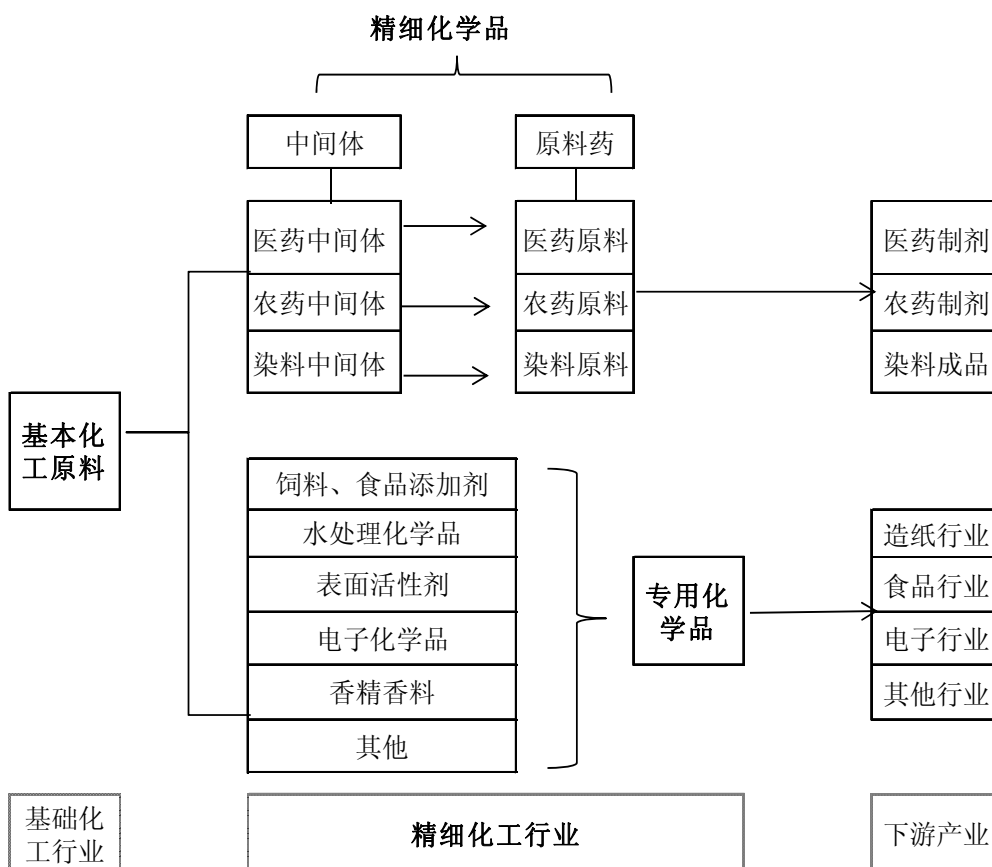 精细化学品
中间体
原料药
医药中间体
医药原料
医药制剂
农药中间体
农药原料
农药制剂
染料中间体
染料原料
染料成品
基本化
工原料
饲料、食品添加剂
水处理化学品
表面活性剂
电子化学品
香精香料
其他
专用化
学品
造纸行业
食品行业
电子行业
其他行业
基础化
工行业
精细化工行业
下游产业